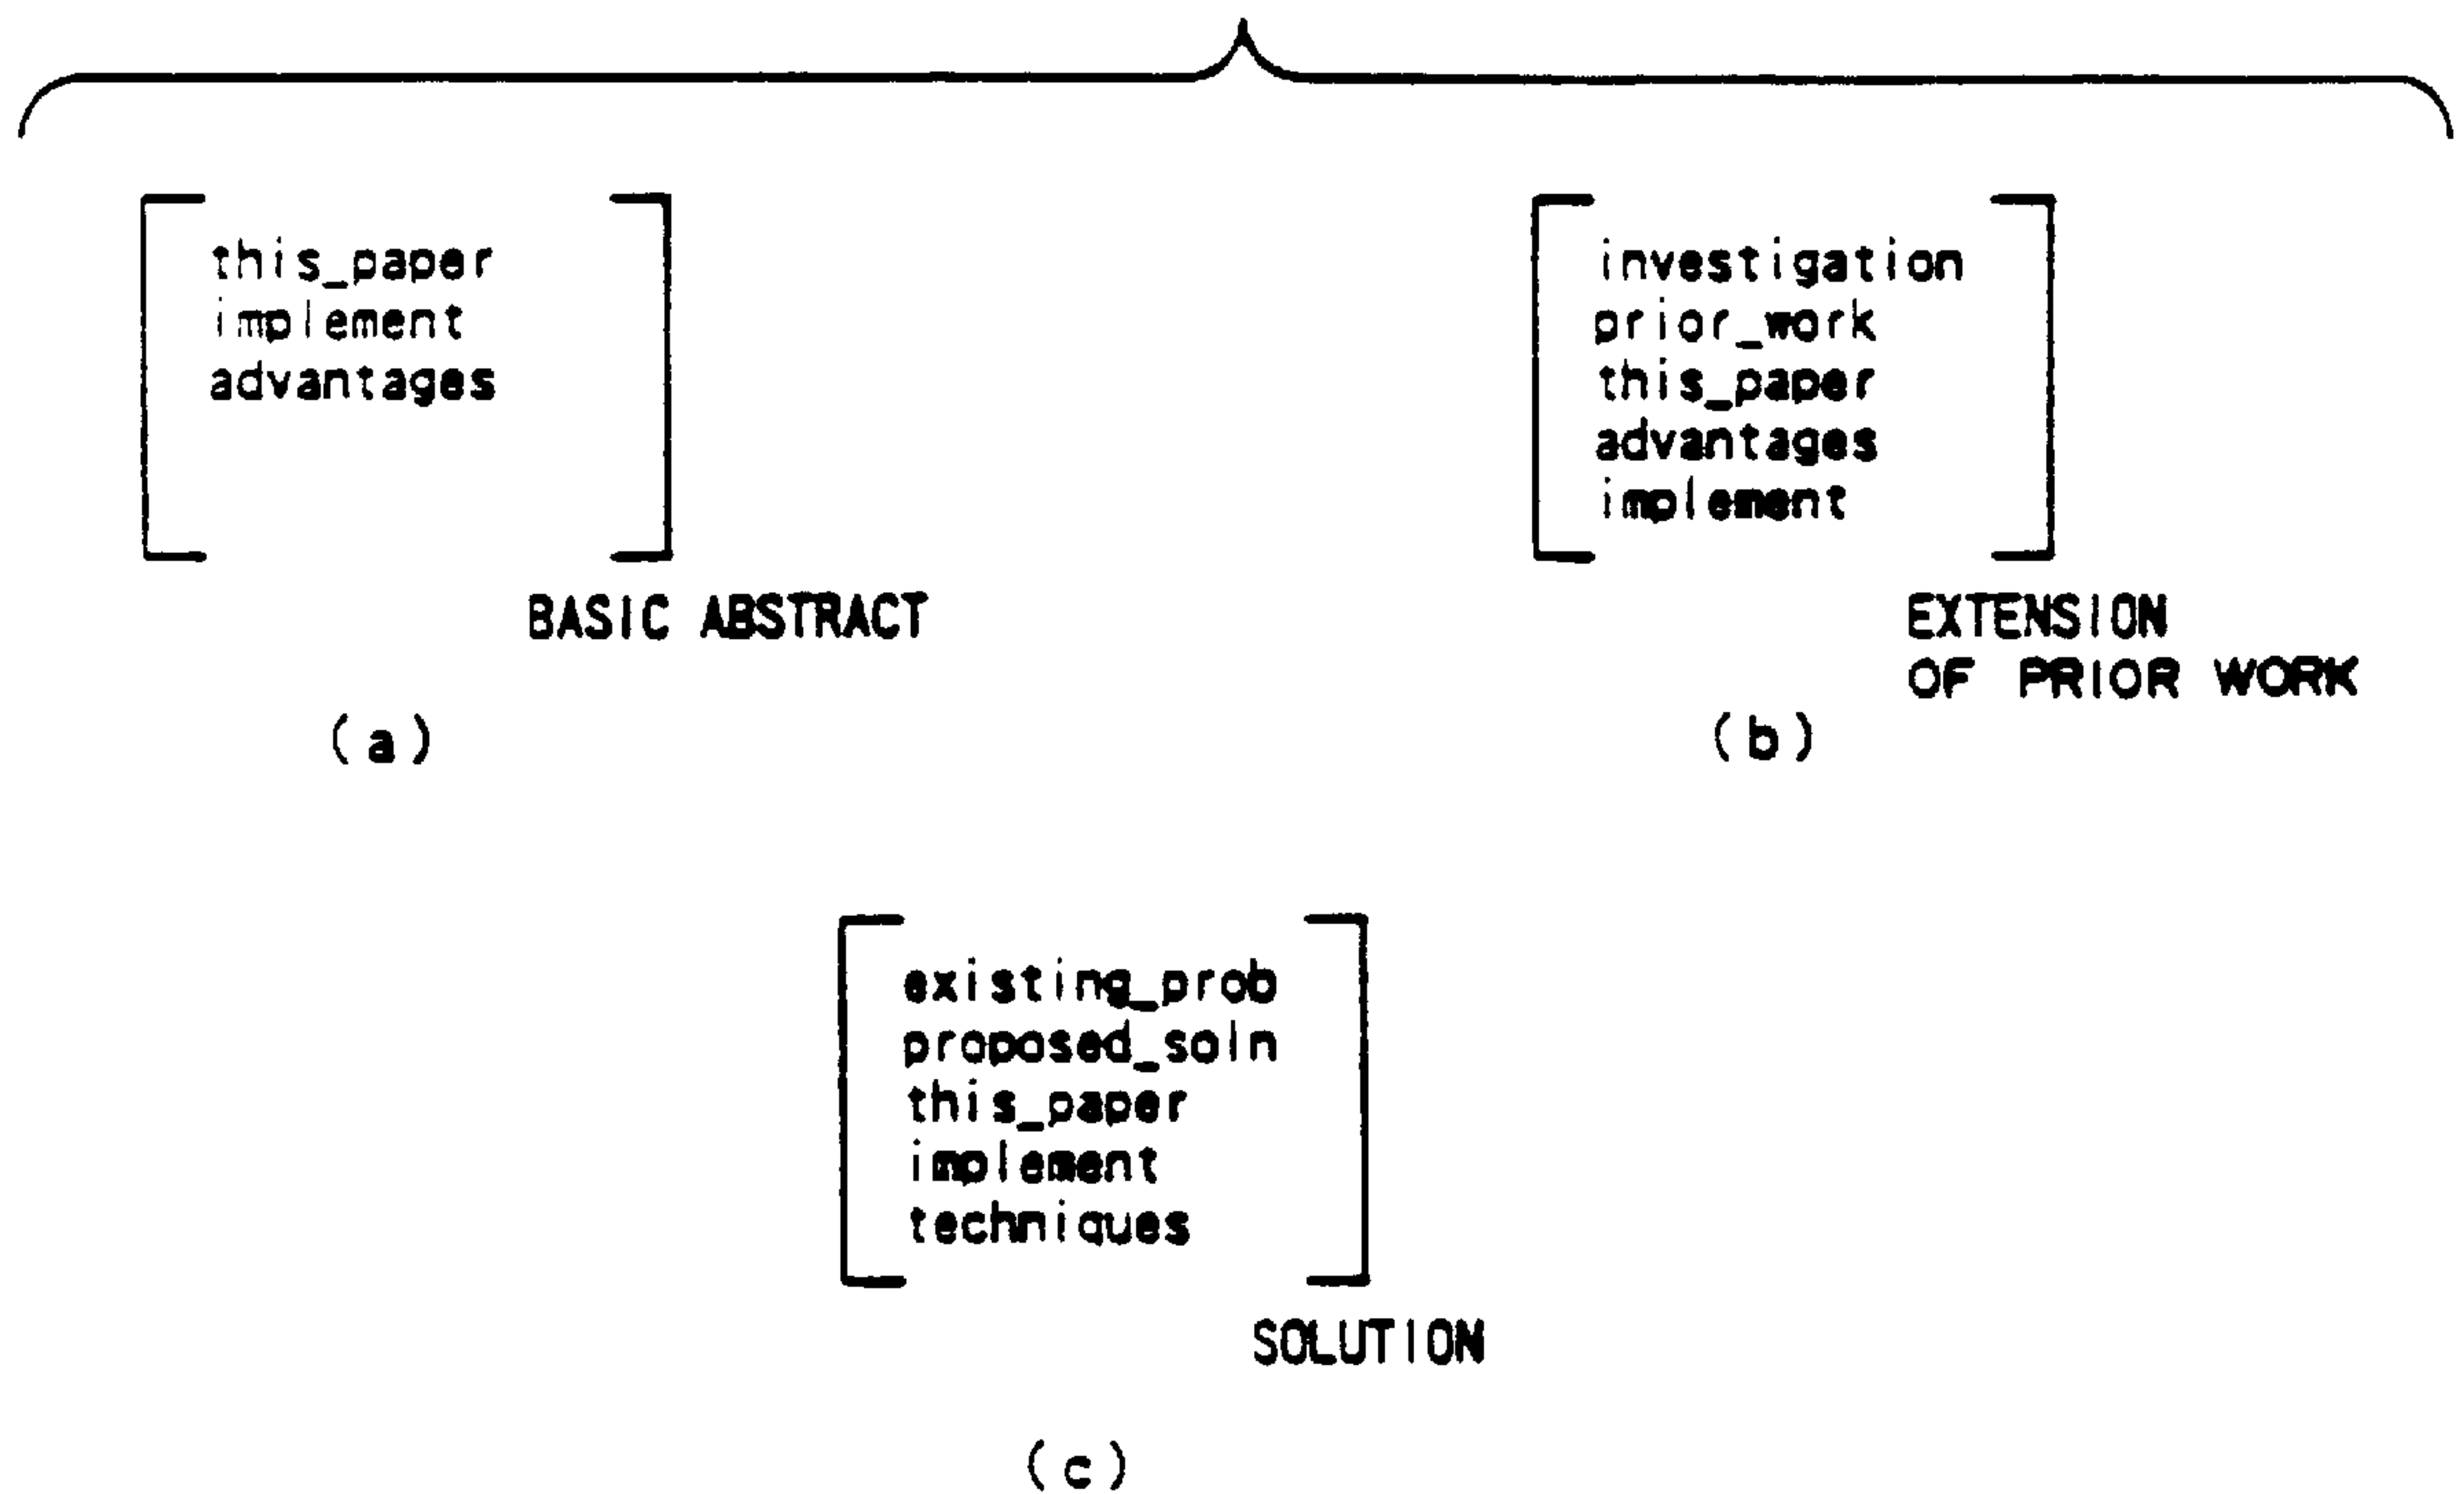 this_paper
implement
advantages
BASIC ABSTRACT
(a)
investigation
prior_work
this_paper
advantages
implement
EXTENSION
OF PRIOR WORK
(b)
existing_prob
proposed_soln
this_paper
implement
techniques
SOLUTION
(c)